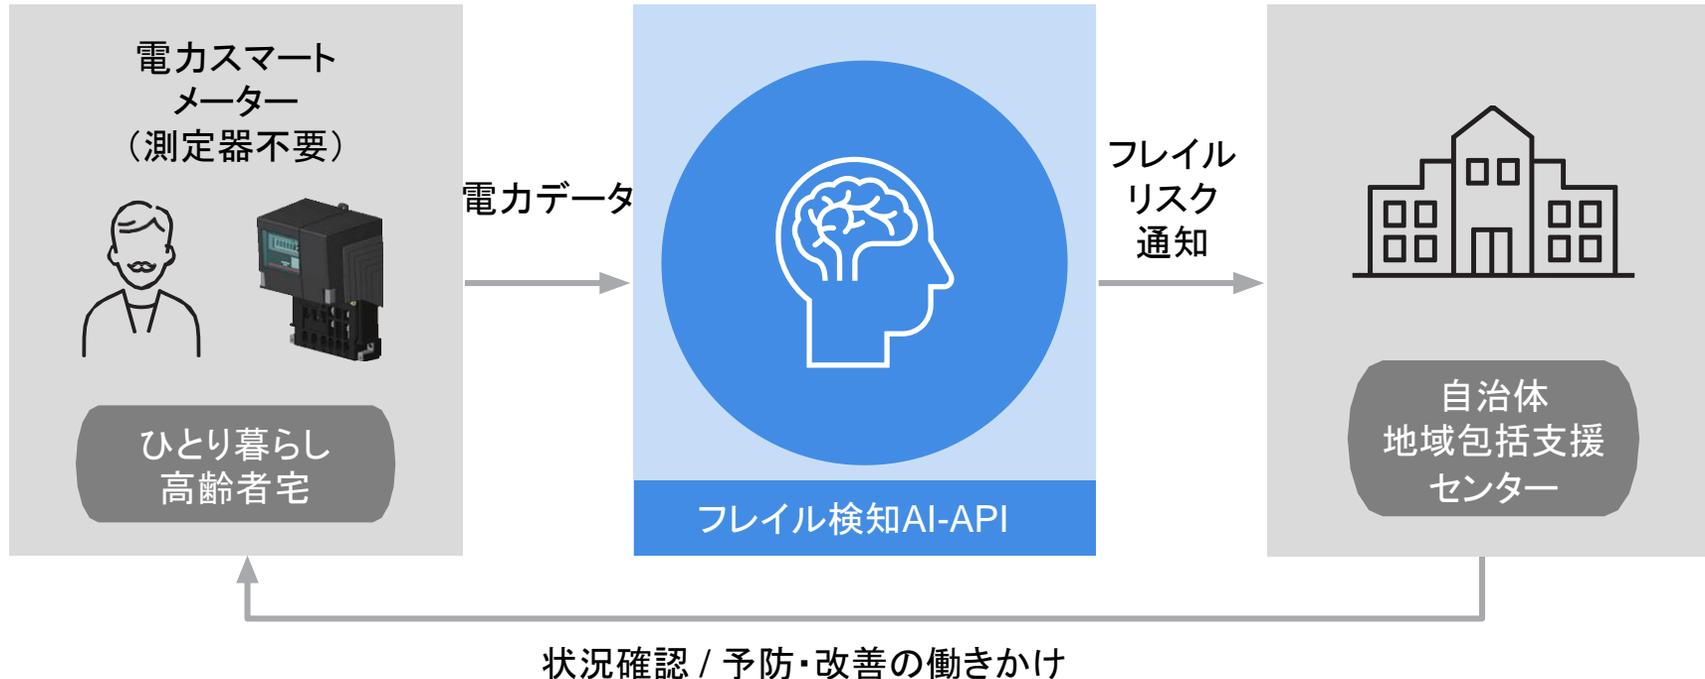 電力スマート
メーター
（測定器不要）
ひとり暮らし
高齢者宅
電力データ
フレイル検知AI-API
フレイル
リスク
通知
自治体
地域包括支援
センター
状況確認 / 予防・改善の働きかけ